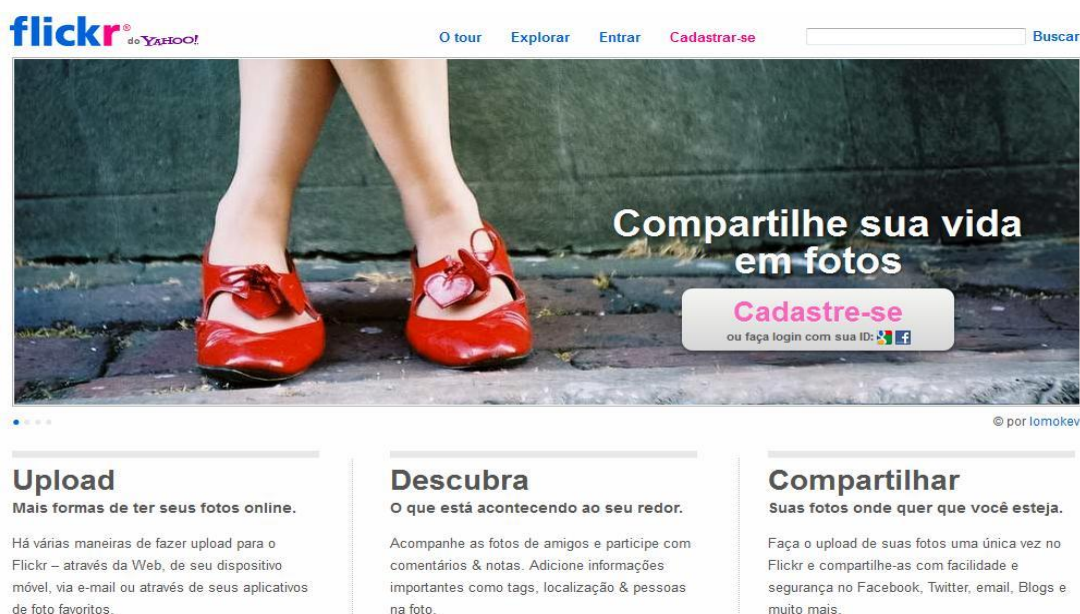 flickr® do YAHOO!
O tour Explorar Entrar Cadastrar-se Buscar
Compartilhe sua vida
em fotos
Cadastre-se
ou faça login com sua ID:
© por lomokev
Upload
Mais formas de ter seus fotos online.
Há várias maneiras de fazer upload para o
Flickr – através da Web, de seu dispositivo
móvel, via e-mail ou através de seus aplicativos
de foto favoritos.
Descubra
O que está acontecendo ao seu redor.
Acompanhe as fotos de amigos e participe com
comentários & notas. Adicione informações
importantes como tags, localização & pessoas
na foto.
Compartilhar
Suas fotos onde quer que você esteja.
Faça o upload de suas fotos uma única vez no
Flickr e compartilhe-as com facilidade e
segurança no Facebook, Twitter, email, Blogs e
muito mais.